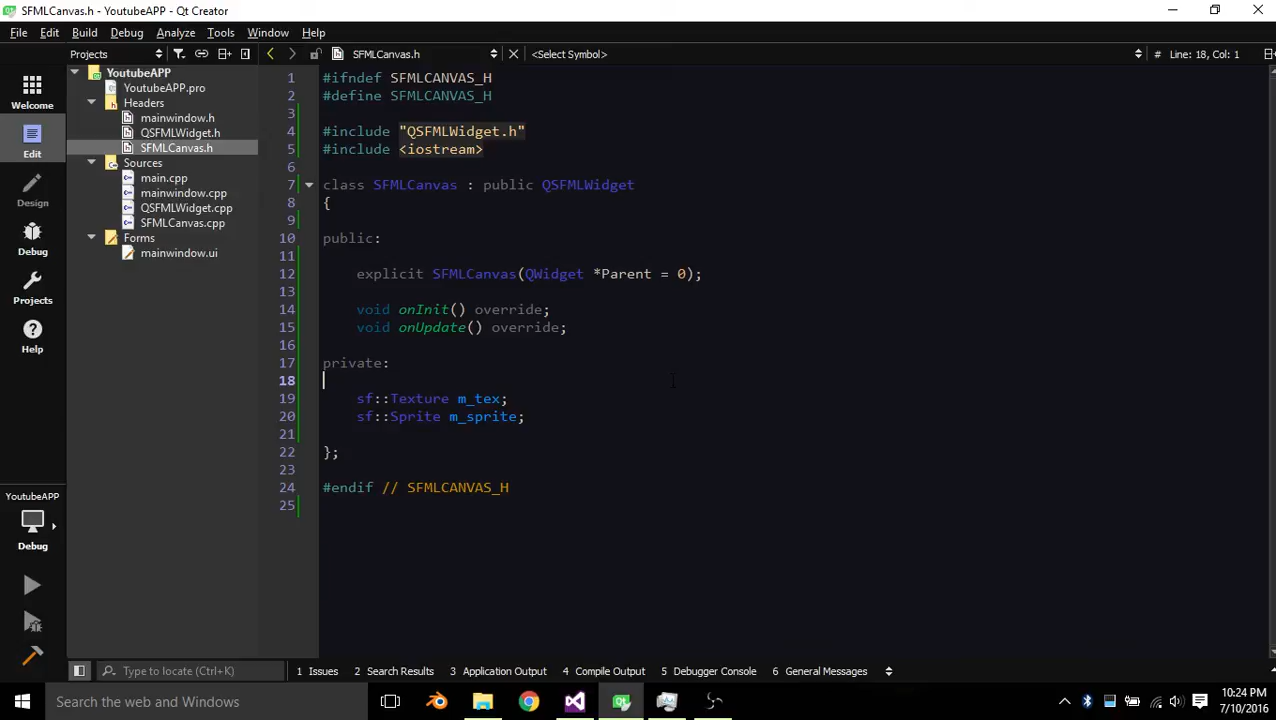 SFMLCanvas.h - YoutubeAPP - Qt Creator
File Edit Build Debug Analyze Tools Window Help
Projects SFMLCanvas.h <Select Symbol> # Line: 18, Col: 1
Welcome
Edit
Design
Debug
Projects
Help
YoutubeAPP
Debug
YoutubeAPP
YoutubeAPP.pro
Headers
mainwindow.h
QSFMLWidget.h
SFMLCanvas.h
Sources
main.cpp
mainwindow.cpp
QSFMLWidget.cpp
SFMLCanvas.cpp
Forms
mainwindow.ui
1 #ifndef SFMLCANVAS_H
2 #define SFMLCANVAS_H
3
4 #include "QSFMLWidget.h"
5 #include <iostream>
6
7 class SFMLCanvas : public QSFMLWidget
8 {
9
10 public:
11
12     explicit SFMLCanvas(QWidget *Parent = 0);
13
14     void onInit() override;
15     void onUpdate() override;
16
17 private:
18
19     sf::Texture m_tex;
20     sf::Sprite m_sprite;
21
22 };
23
24 #endif // SFMLCANVAS_H
25
Type to locate (Ctrl+K) 1 Issues 2 Search Results 3 Application Output 4 Compile Output 5 Debugger Console 6 General Messages
Search the web and Windows
10:24 PM
7/10/2016